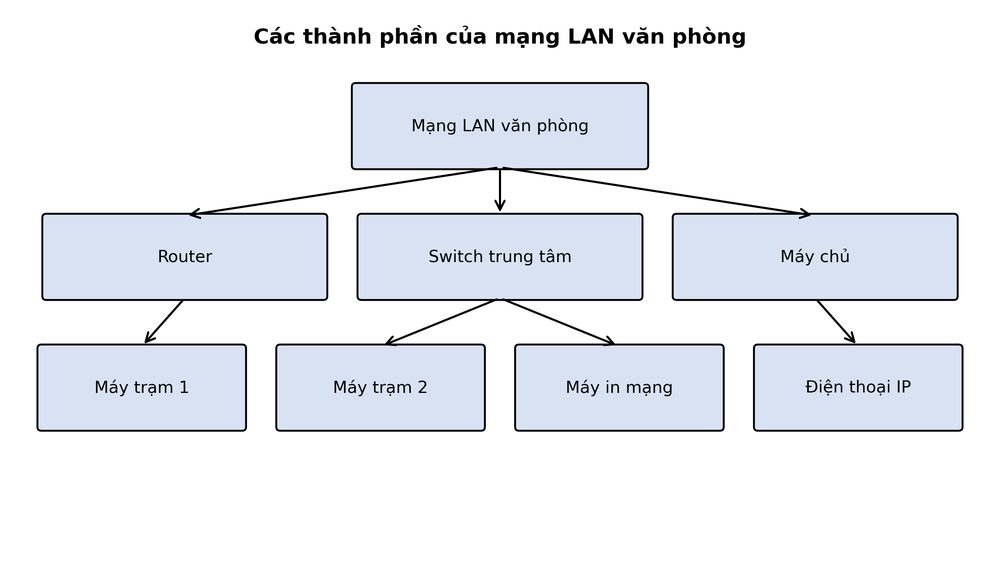 Các thành phần của mạng LAN văn phòng
Mạng LAN văn phòng
Router
Switch trung tâm
Máy chủ
Máy trạm 1
Máy trạm 2
Máy in mạng
Điện thoại IP